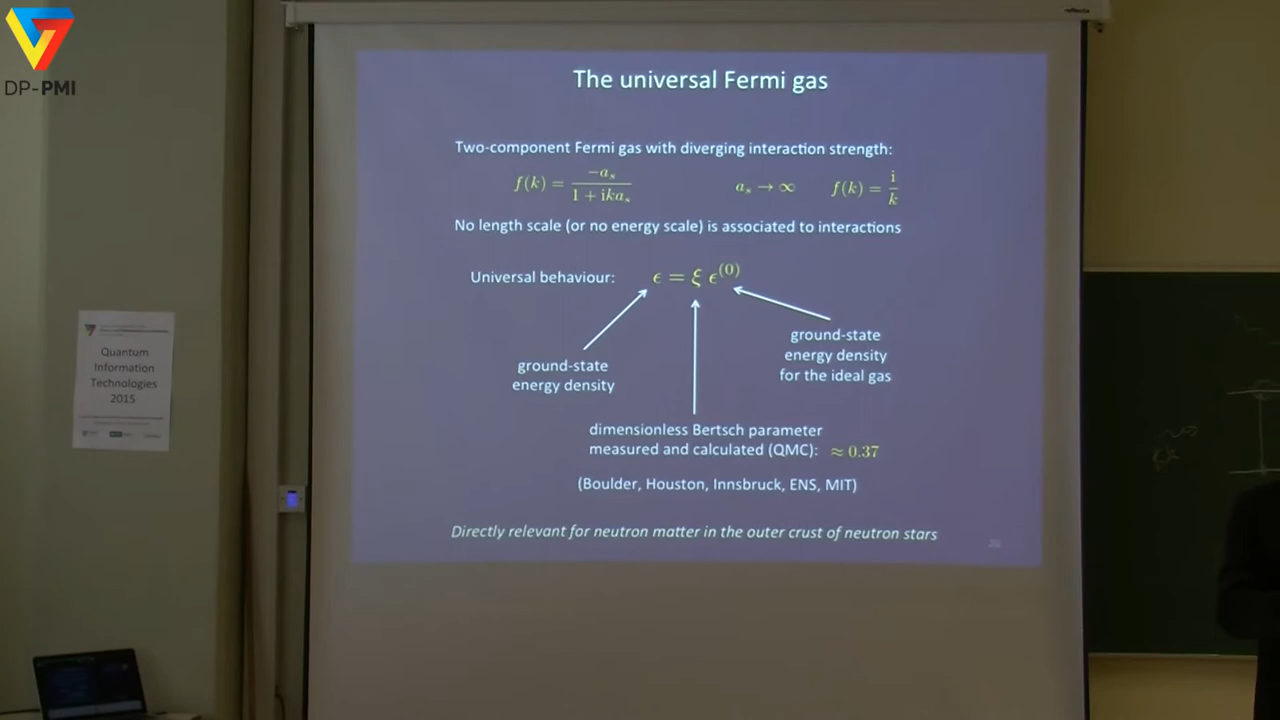 reflecta
DP-PMI
The universal Fermi gas
Two-component Fermi gas with diverging interaction strength:
f(k) = −a_s / (1 + ika_s)    a_s → ∞    f(k) = i/k
No length scale (or no energy scale) is associated to interactions
Universal behaviour: ϵ = ξ ϵ^(0)
ground-state
energy density
for the ideal gas
ground-state
energy density
dimensionless Bertsch parameter
measured and calculated (QMC): ≈ 0.37
(Boulder, Houston, Innsbruck, ENS, MIT)
Directly relevant for neutron matter in the outer crust of neutron stars
Quantum
Information
Technologies
2015